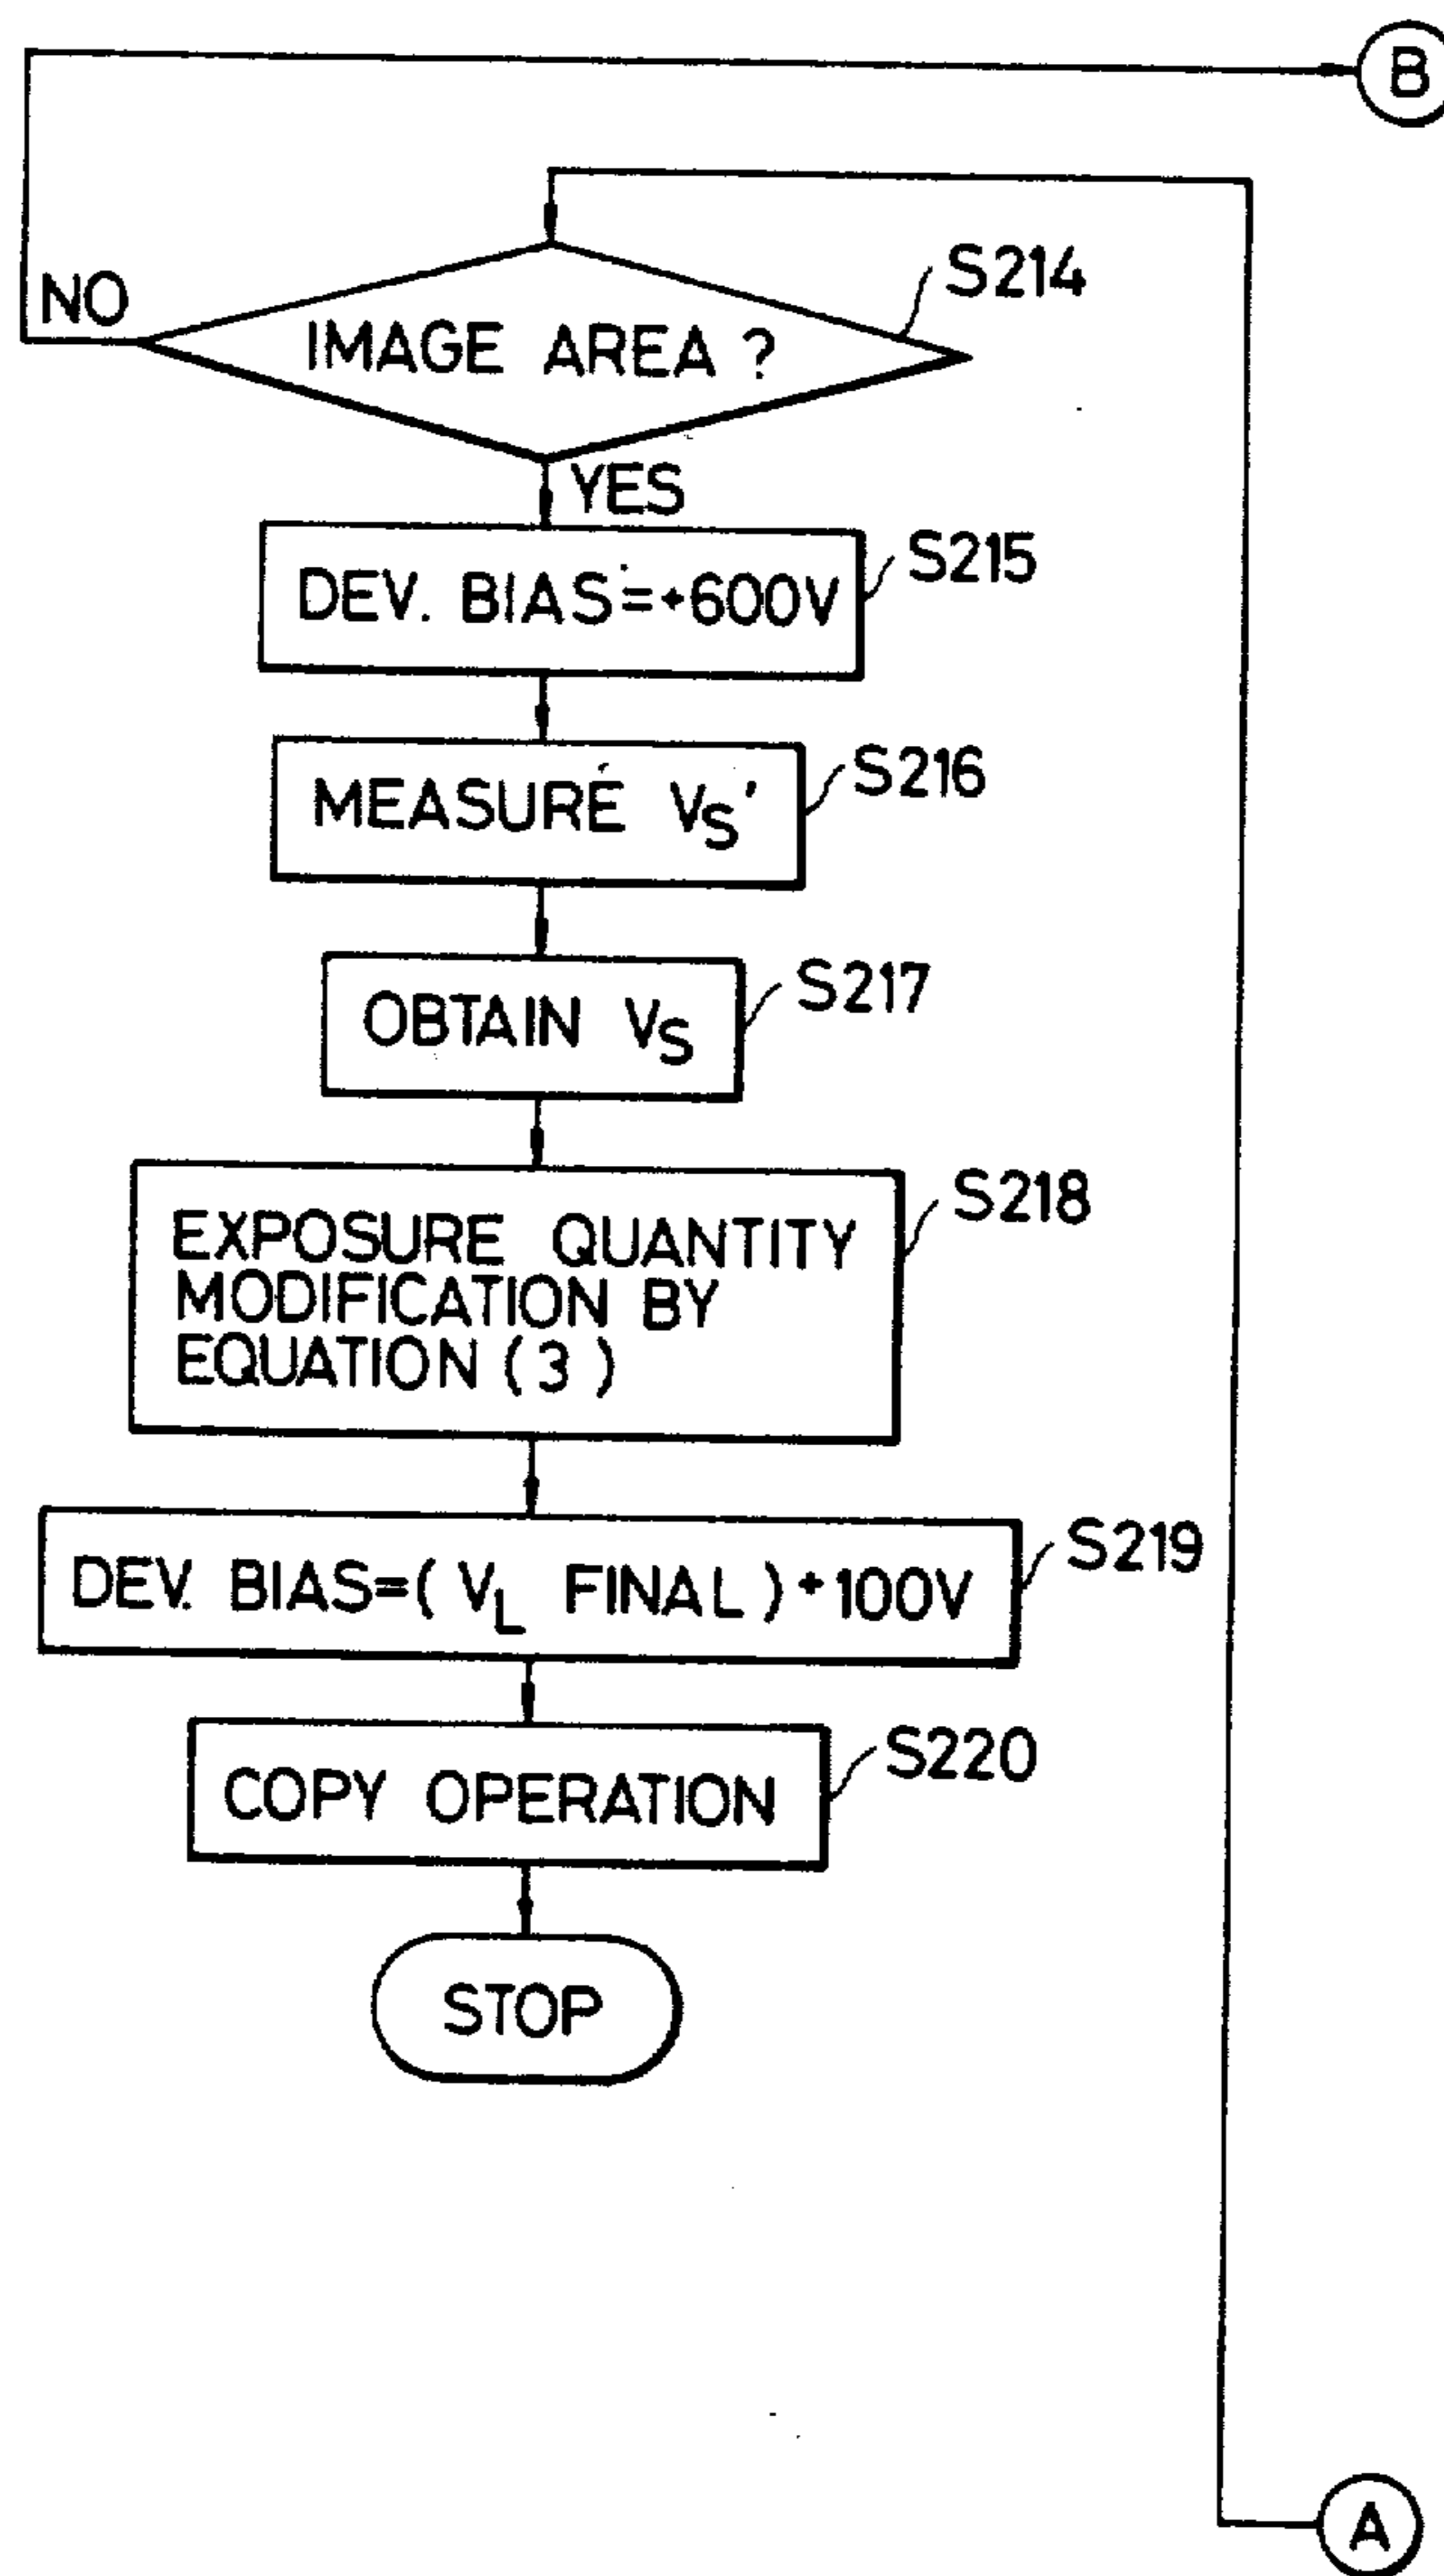 B
NO
IMAGE AREA ?
S214
YES
DEV. BIAS=+600V
S215
MEASURE VS'
S216
OBTAIN VS
S217
EXPOSURE QUANTITY
MODIFICATION BY
EQUATION (3)
S218
DEV. BIAS=( VL FINAL ) + 100V
S219
COPY OPERATION
S220
STOP
A